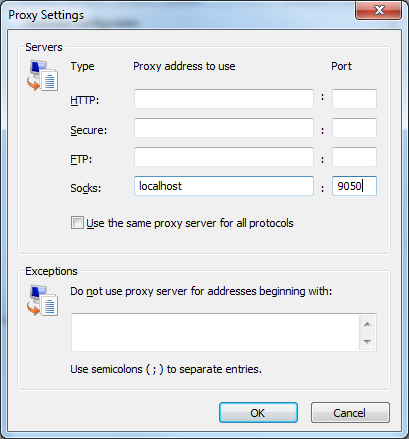 Proxy Settings
Servers
Type Proxy address to use Port
HTTP: :
Secure: :
FTP: :
Socks: localhost : 9050
Use the same proxy server for all protocols
Exceptions
Do not use proxy server for addresses beginning with:
Use semicolons ( ; ) to separate entries.
OK Cancel